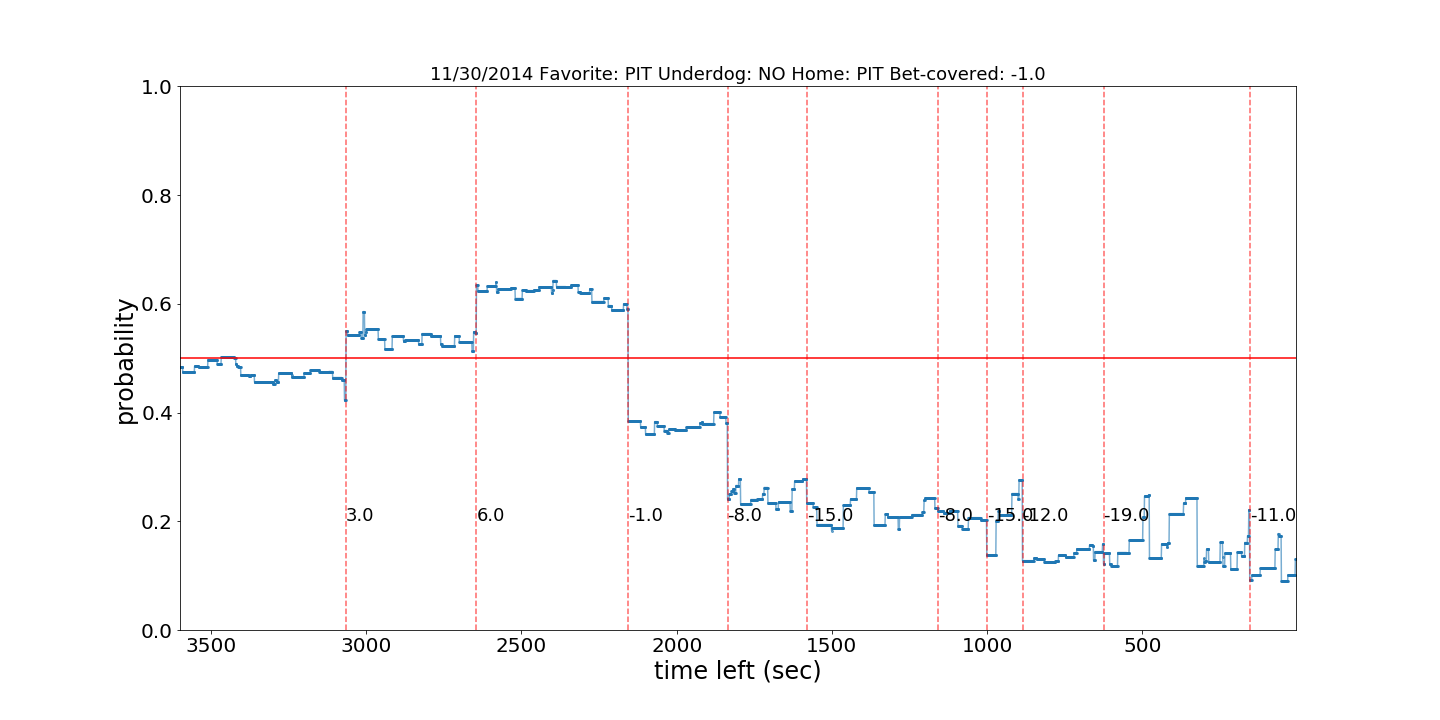 11/30/2014 Favorite: PIT Underdog: NO Home: PIT Bet-covered: -1.0
1.0
0.8
0.6
0.4
0.2
0.0
probability
3.0 6.0 -1.0 -8.0 -15.0 -8.0 -15.0 -12.0 -19.0 -11.0
3500 3000 2500 2000 1500 1000 500
time left (sec)